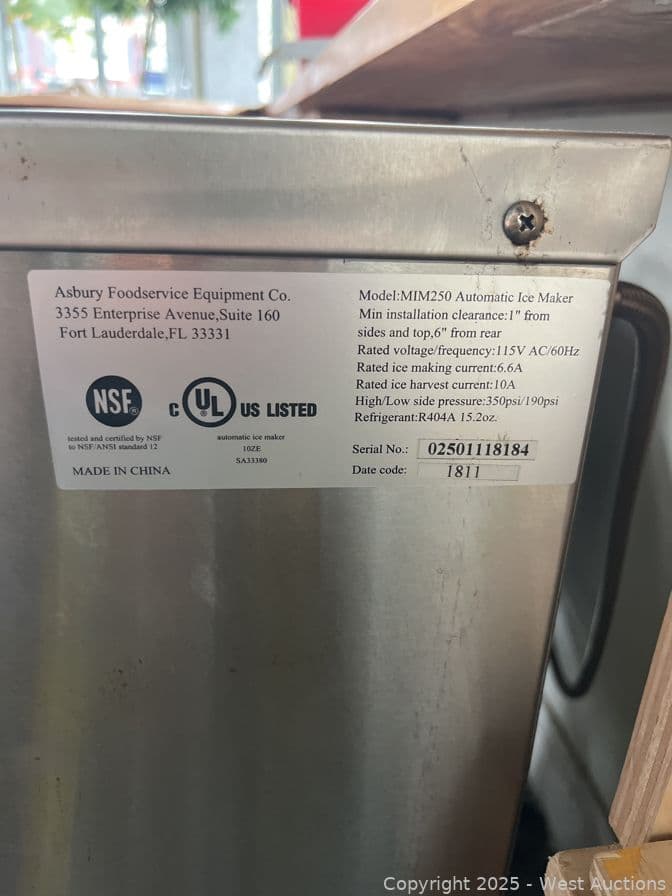 Asbury Foodservice Equipment Co.
3355 Enterprise Avenue,Suite 160
Fort Lauderdale,FL 33331
NSF®
tested and certified by NSF
to NSF/ANSI standard 12
MADE IN CHINA
C UL® US LISTED
automatic ice maker
10ZE
SA33380
Model:MIM250 Automatic Ice Maker
Min installation clearance:1" from
sides and top,6" from rear
Rated voltage/frequency:115V AC/60Hz
Rated ice making current:6.6A
Rated ice harvest current:10A
High/Low side pressure:350psi/190psi
Refrigerant:R404A 15.2oz.
Serial No.: 02501118184
Date code: 1811
Copyright 2025 - West Auctions